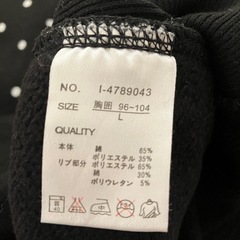 NO. I-4789043
SIZE 胸囲 96~104
L
QUALITY
本体 綿 65%
ポリエステル 35%
リブ部分 ポリエステル 65%
綿 30%
ポリウレタン 5%
40